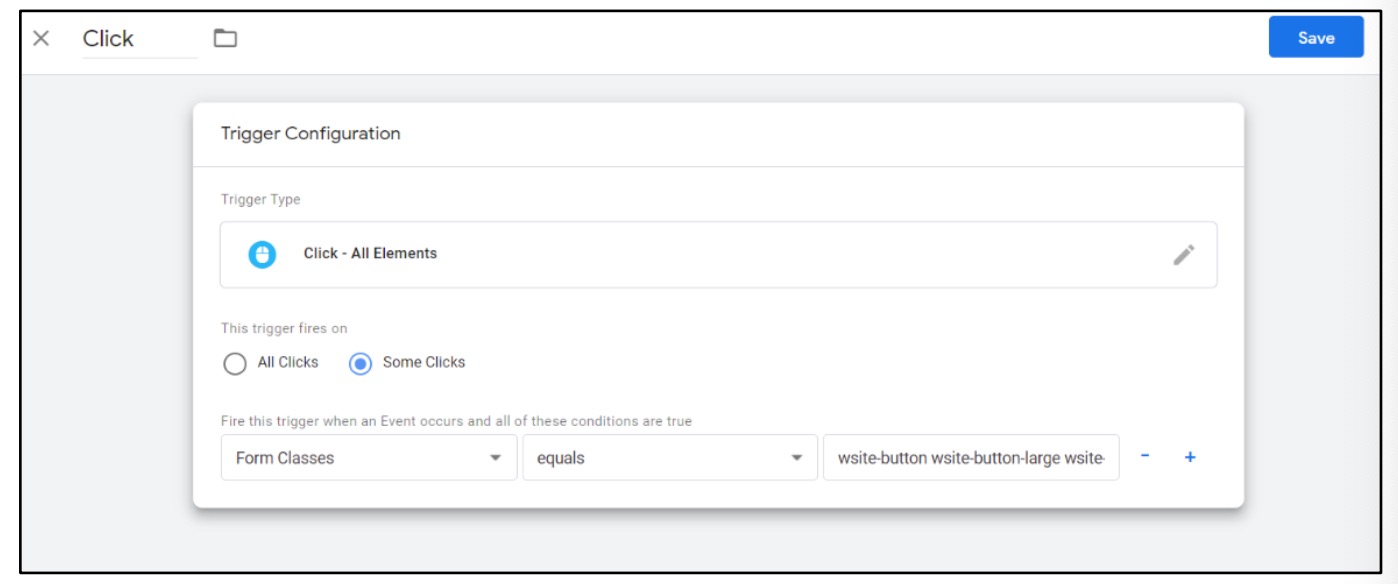 Click
Save
Trigger Configuration
Trigger Type
Click - All Elements
This trigger fires on
All Clicks Some Clicks
Fire this trigger when an Event occurs and all of these conditions are true
Form Classes equals wsite-button wsite-button-large wsite- - +